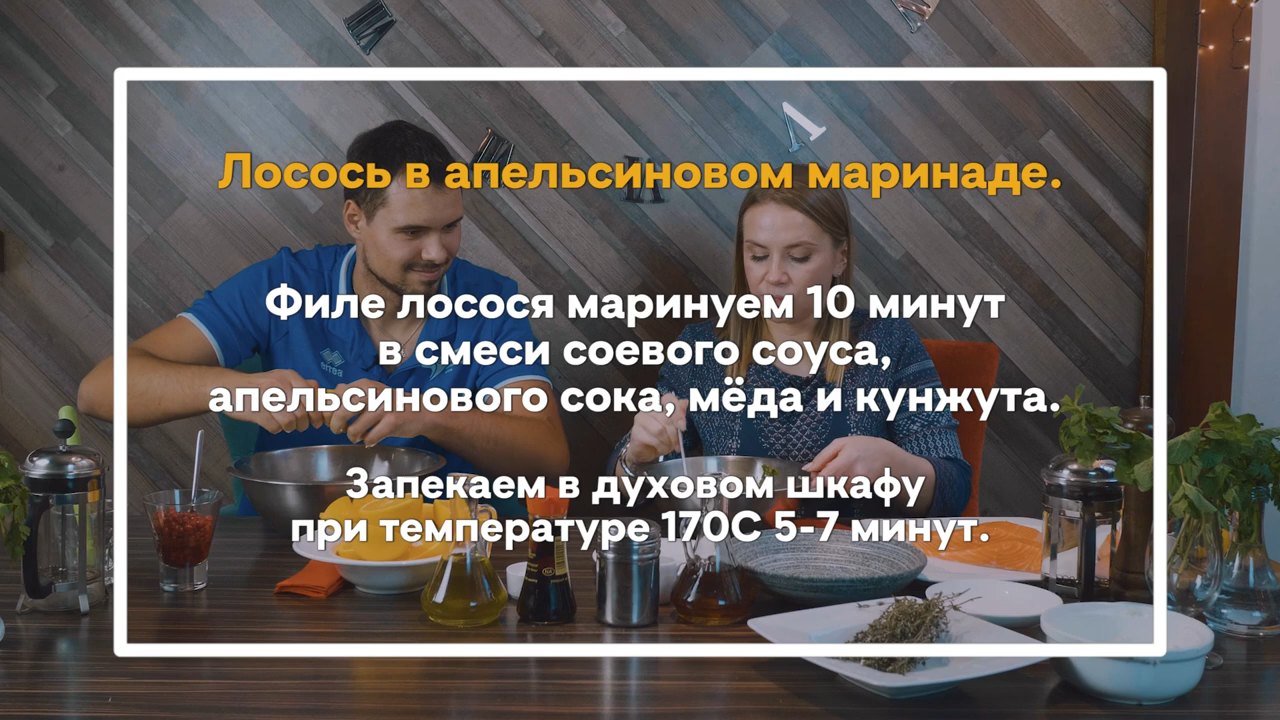 Лосось в апельсиновом маринаде.
Филе лосося маринуем 10 минут
в смеси соевого соуса,
апельсинового сока, мёда и кунжута.
Запекаем в духовом шкафу
при температуре 170С 5-7 минут.